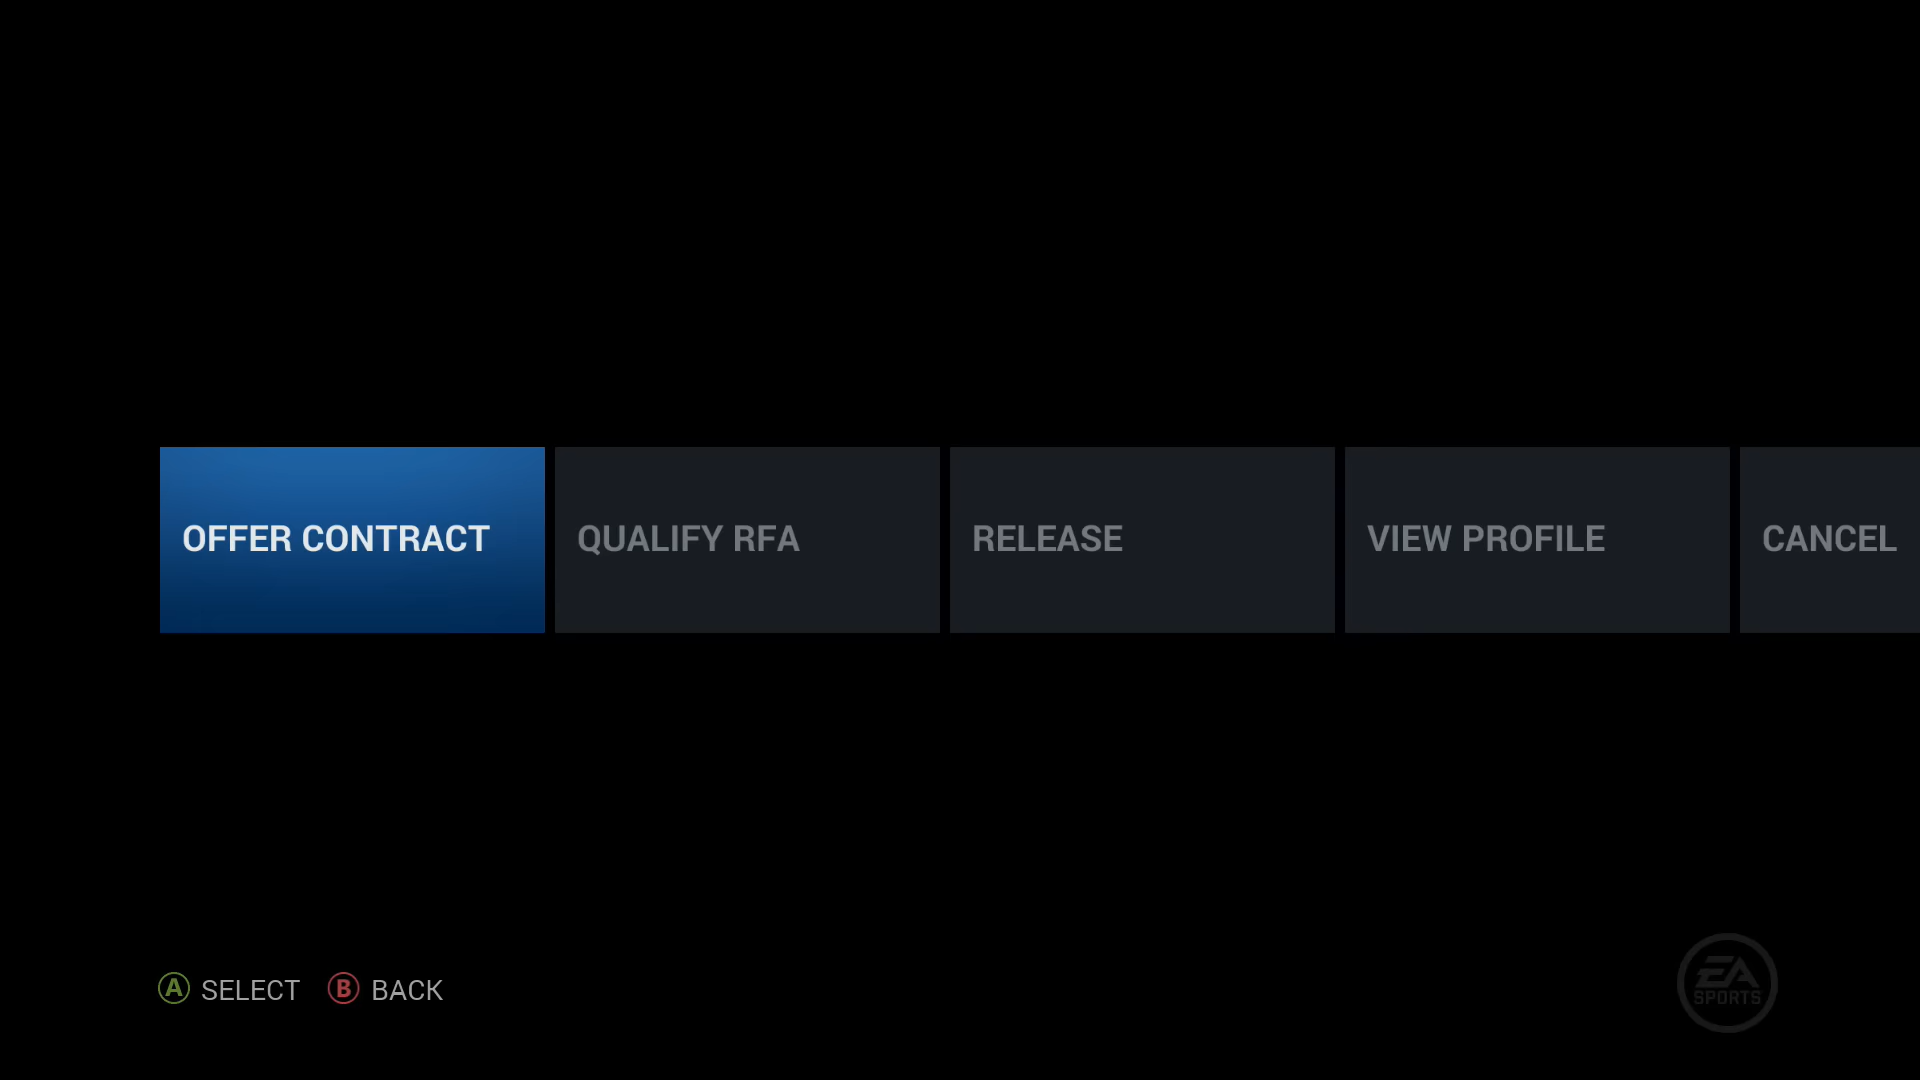 OFFER CONTRACT
QUALIFY RFA
RELEASE
VIEW PROFILE
CANCEL
A SELECT B BACK
EA
SPORTS